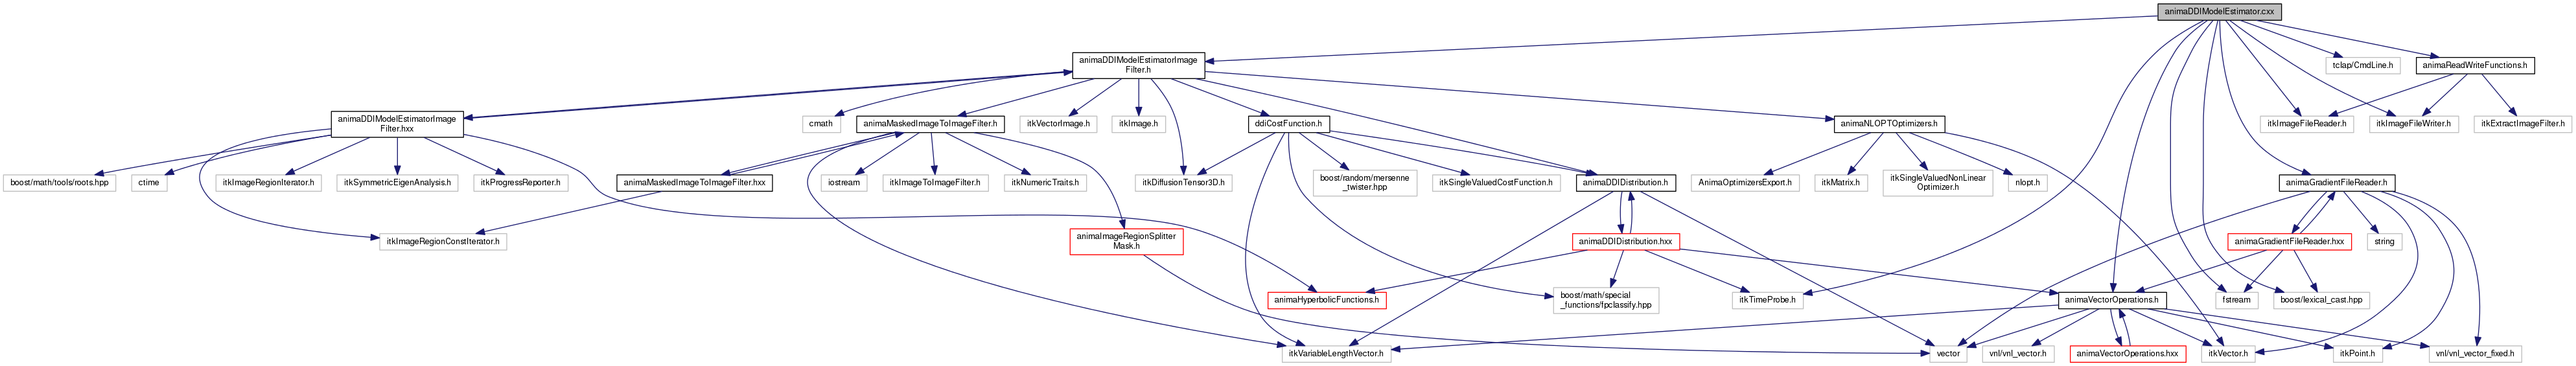 animaDDIModelEstimator.cxx
animaDDIModelEstimatorImage
Filter.h
tclap/CmdLine.h
animaReadWriteFunctions.h
animaDDIModelEstimatorImage
Filter.hxx
cmath
animaMaskedImageToImageFilter.h
itkVectorImage.h
itkImage.h
ddiCostFunction.h
animaNLOPTOptimizers.h
itkImageFileReader.h
itkImageFileWriter.h
itkExtractImageFilter.h
boost/math/tools/roots.hpp
ctime
itkImageRegionIterator.h
itkSymmetricEigenAnalysis.h
itkProgressReporter.h
animaMaskedImageToImageFilter.hxx
iostream
itkImageToImageFilter.h
itkNumericTraits.h
itkDiffusionTensor3D.h
boost/random/mersenne
_twister.hpp
itkSingleValuedCostFunction.h
animaDDIDistribution.h
AnimaOptimizersExport.h
itkMatrix.h
itkSingleValuedNonLinear
Optimizer.h
nlopt.h
animaGradientFileReader.h
itkImageRegionConstIterator.h
animaImageRegionSplitter
Mask.h
animaDDIDistribution.hxx
animaGradientFileReader.hxx
string
animaHyperbolicFunctions.h
boost/math/special
_functions/fpclassify.hpp
itkTimeProbe.h
animaVectorOperations.h
fstream
boost/lexical_cast.hpp
itkVariableLengthVector.h
vector
vnl/vnl_vector.h
animaVectorOperations.hxx
itkVector.h
itkPoint.h
vnl/vnl_vector_fixed.h